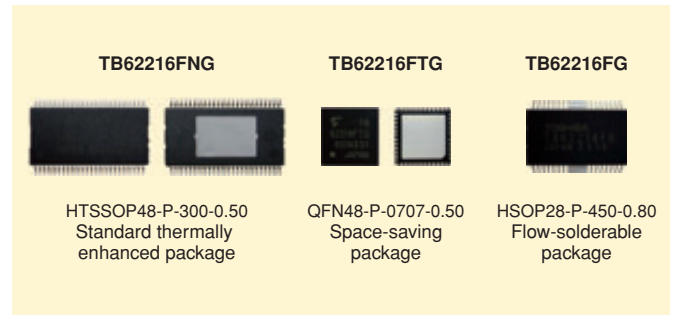 TB62216FNG
TB62216FTG
TB62216FG
HTSSOP48-P-300-0.50
Standard thermally
enhanced package
QFN48-P-0707-0.50
Space-saving
package
HSOP28-P-450-0.80
Flow-solderable
package